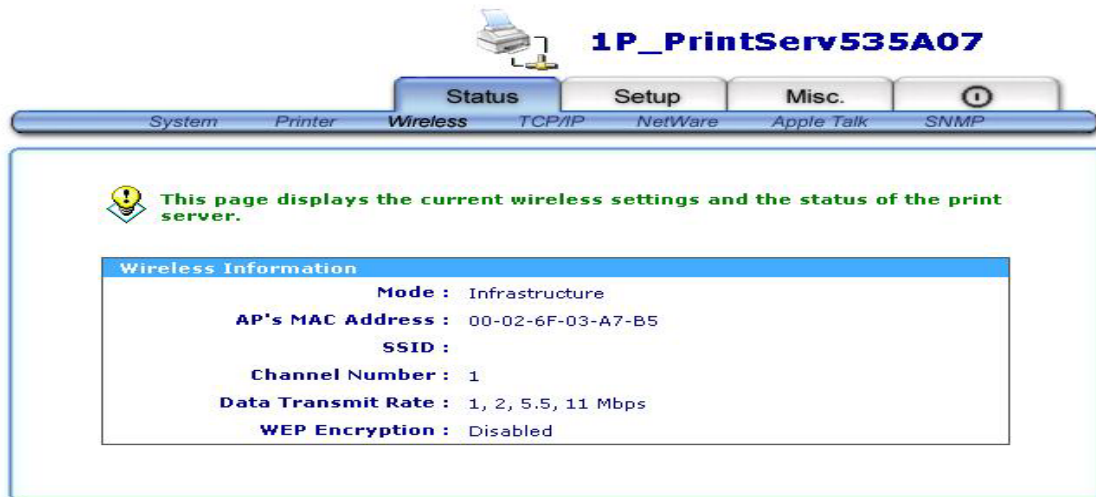 1P_PrintServ535A07
Status Setup Misc.
System Printer Wireless TCP/IP NetWare Apple Talk SNMP
This page displays the current wireless settings and the status of the print
server.
Wireless Information
Mode : Infrastructure
AP's MAC Address : 00-02-6F-03-A7-B5
SSID :
Channel Number : 1
Data Transmit Rate : 1, 2, 5.5, 11 Mbps
WEP Encryption : Disabled